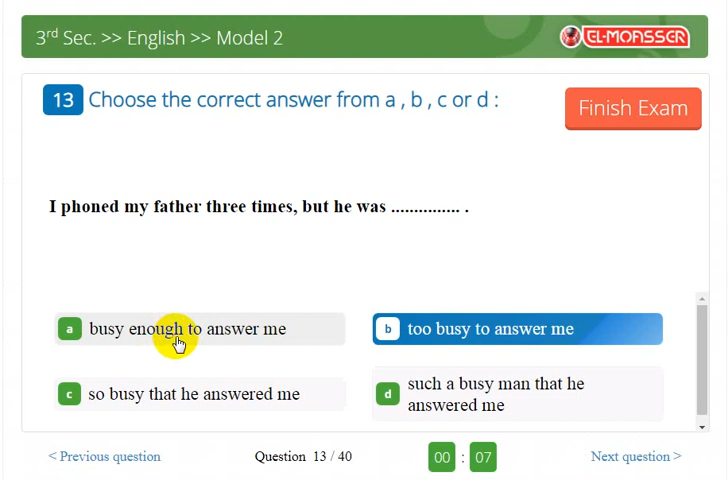 3rd Sec. >> English >> Model 2
EL-MOASSER
13 Choose the correct answer from a , b , c or d :
Finish Exam
I phoned my father three times, but he was ............... .
a busy enough to answer me
b too busy to answer me
c so busy that he answered me
d such a busy man that he
answered me
< Previous question
Question 13 / 40
00 : 07
Next question >